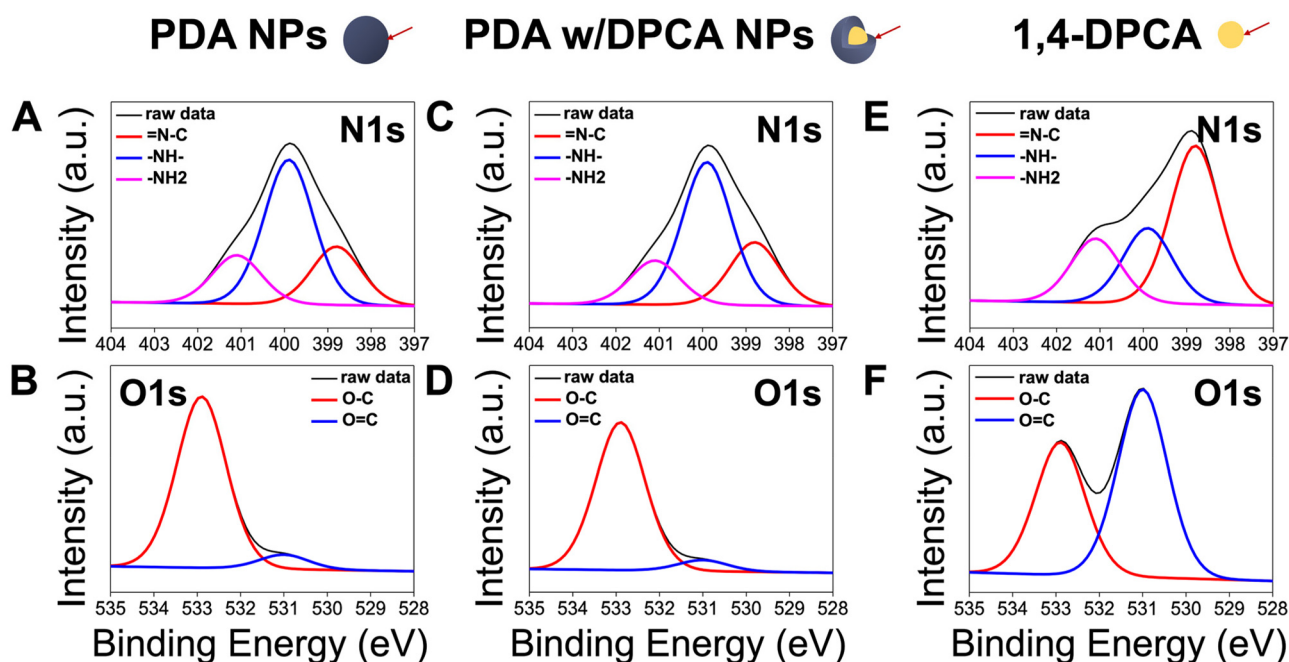 PDA NPs
PDA w/DPCA NPs
1,4-DPCA
A
Intensity (a.u.)
raw data
=N-C
-NH-
-NH2
N1s
404 403 402 401 400 399 398 397
C
raw data
=N-C
-NH-
-NH2
N1s
404 403 402 401 400 399 398 397
E
Intensity (a.u.)
raw data
=N-C
-NH-
-NH2
N1s
404 403 402 401 400 399 398 397
B
Intensity (a.u.)
O1s
raw data
O-C
O=C
535 534 533 532 531 530 529 528
Binding Energy (eV)
D
raw data
O-C
O=C
O1s
535 534 533 532 531 530 529 528
Binding Energy (eV)
F
Intensity (a.u.)
raw data
O-C
O=C
O1s
535 534 533 532 531 530 529 528
Binding Energy (eV)